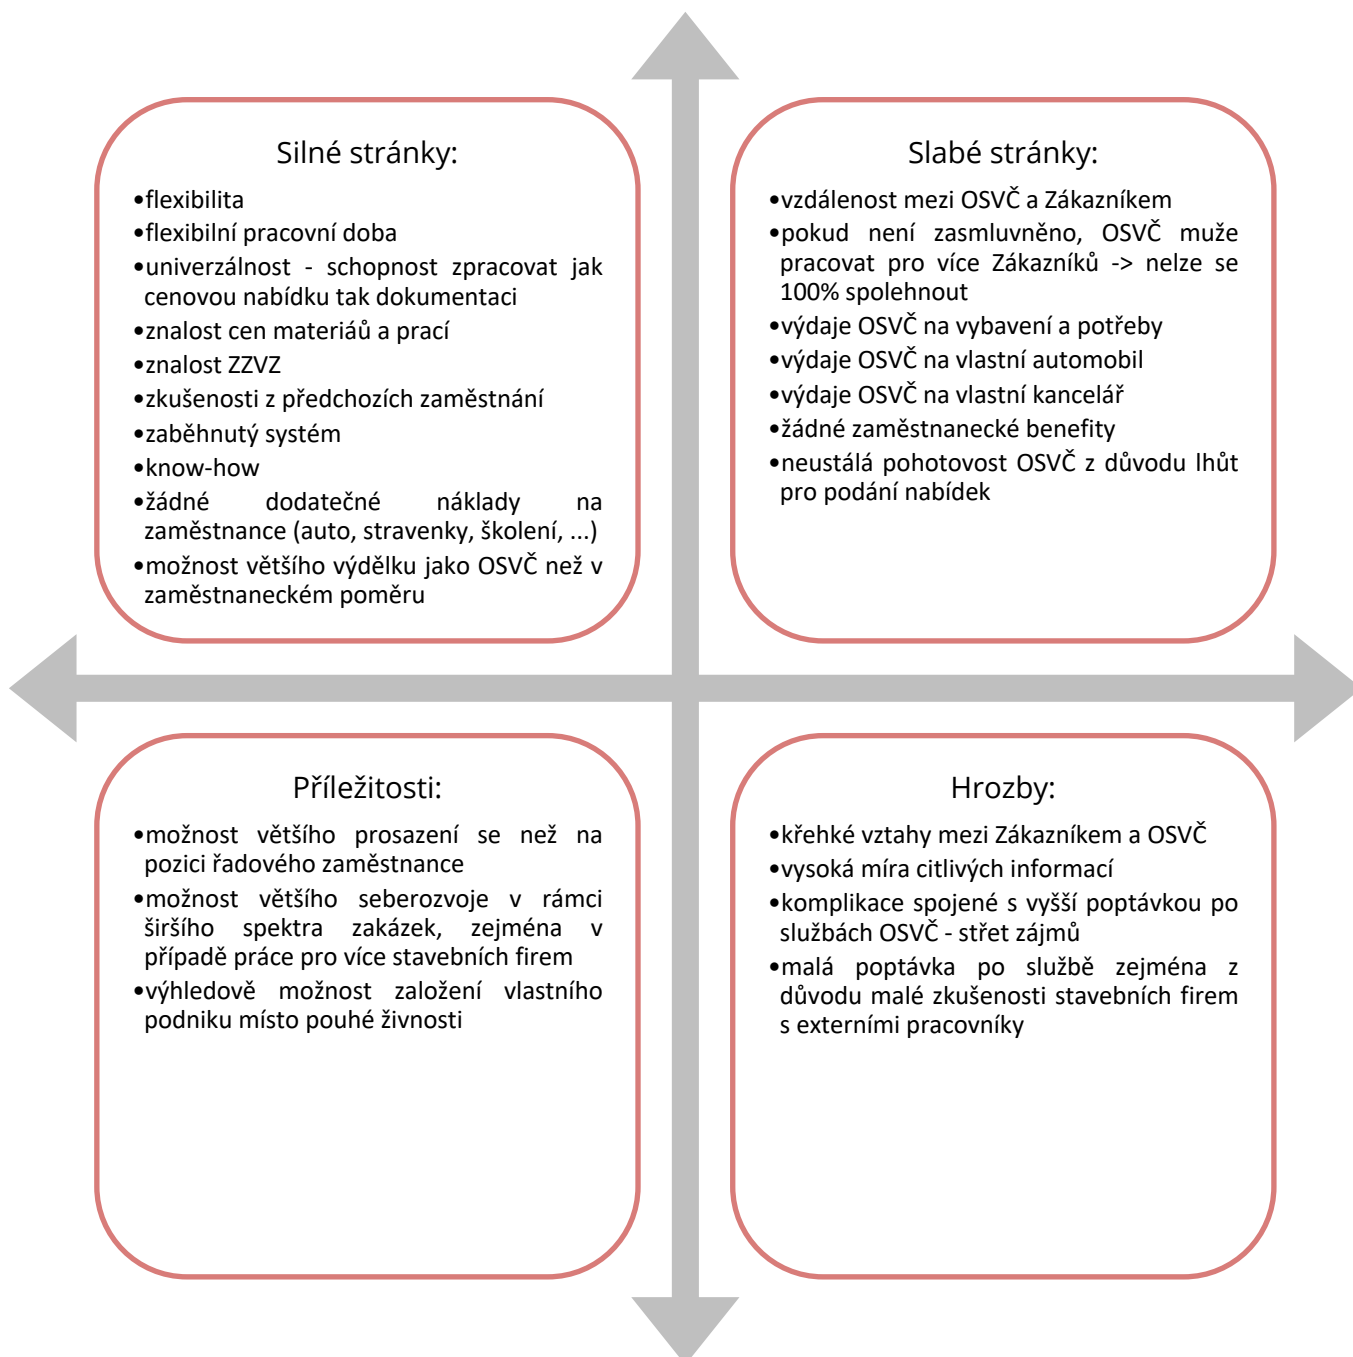 Silné stránky:
•flexibilita
•flexibilní pracovní doba
•univerzálnost - schopnost zpracovat jak
cenovou nabídku tak dokumentaci
•znalost cen materiáů a prací
•znalost ZZVZ
•zkušenosti z předchozích zaměstnání
•zaběhnutý systém
•know-how
•žádné dodatečné náklady na
zaměstnance (auto, stravenky, školení, ...)
•možnost většího výdělku jako OSVČ než v
zaměstnaneckém poměru
Slabé stránky:
•vzdálenost mezi OSVČ a Zákazníkem
•pokud není zasmluvněno, OSVČ muže
pracovat pro více Zákazníků -> nelze se
100% spolehnout
•výdaje OSVČ na vybavení a potřeby
•výdaje OSVČ na vlastní automobil
•výdaje OSVČ na vlastní kancelář
•žádné zaměstnanecké benefity
•neustálá pohotovost OSVČ z důvodu lhůt
pro podání nabídek
Příležitosti:
•možnost většího prosazení se než na
pozici řadového zaměstnance
•možnost většího seberozvoje v rámci
širšího spektra zakázek, zejména v
případě práce pro více stavebních firem
•výhledově možnost založení vlastního
podniku místo pouhé živnosti
Hrozby:
•křehké vztahy mezi Zákazníkem a OSVČ
•vysoká míra citlivých informací
•komplikace spojené s vyšší poptávkou po
službách OSVČ - střet zájmů
•malá poptávka po službě zejména z
důvodu malé zkušenosti stavebních firem
s externími pracovníky